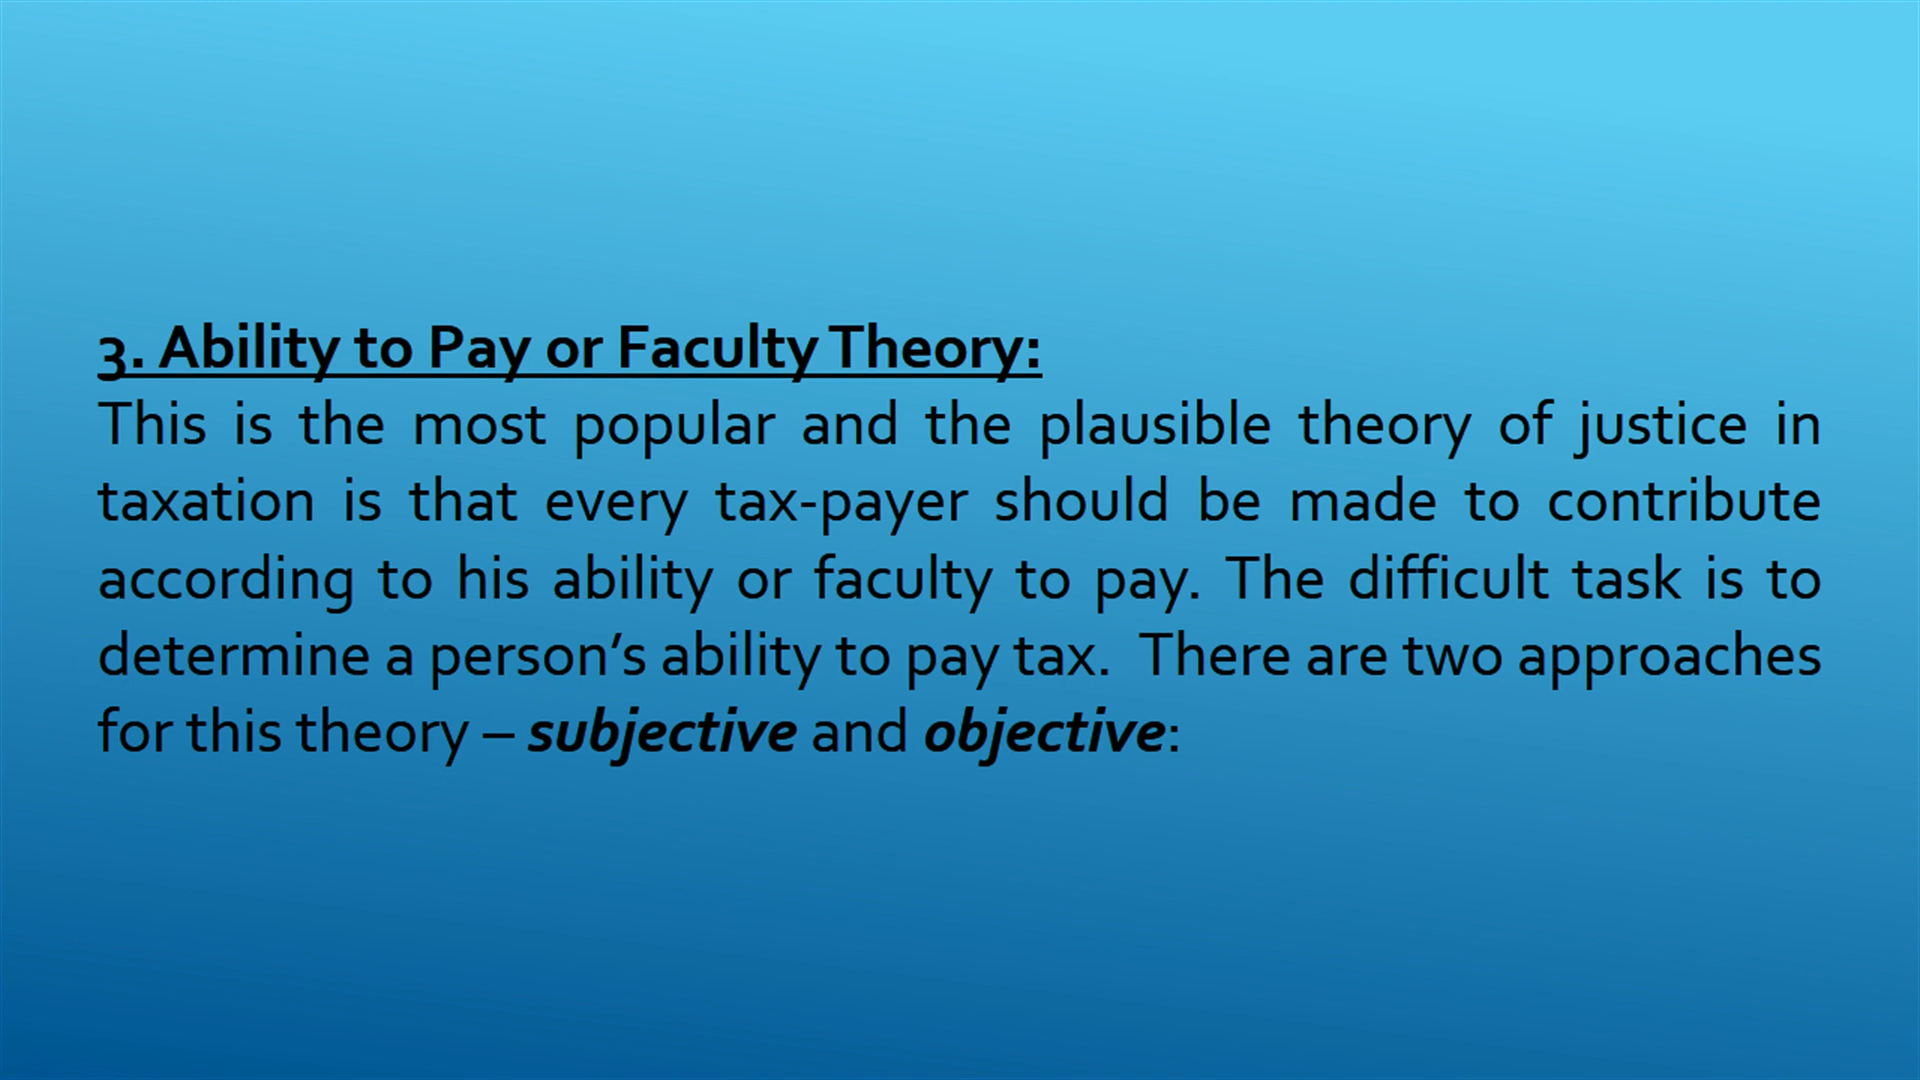 3. Ability to Pay or Faculty Theory:
This is the most popular and the plausible theory of justice in
taxation is that every tax-payer should be made to contribute
according to his ability or faculty to pay. The difficult task is to
determine a person’s ability to pay tax.  There are two approaches
for this theory – subjective and objective: